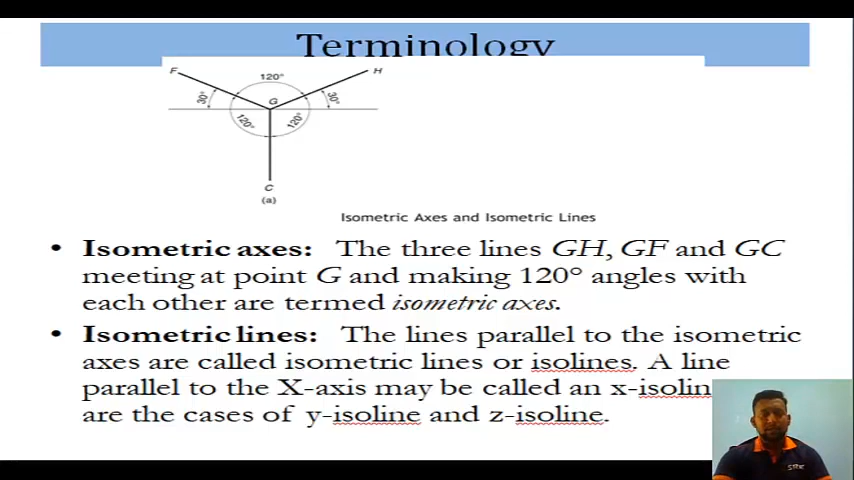 Terminology
F
120°
H
30°
G
30°
120°
120°
C
(a)
Isometric Axes and Isometric Lines
• Isometric axes: The three lines GH, GF and GC
meeting at point G and making 120° angles with
each other are termed isometric axes.
• Isometric lines: The lines parallel to the isometric
axes are called isometric lines or isolines. A line
parallel to the X-axis may be called an x-isolin
are the cases of y-isoline and z-isoline.